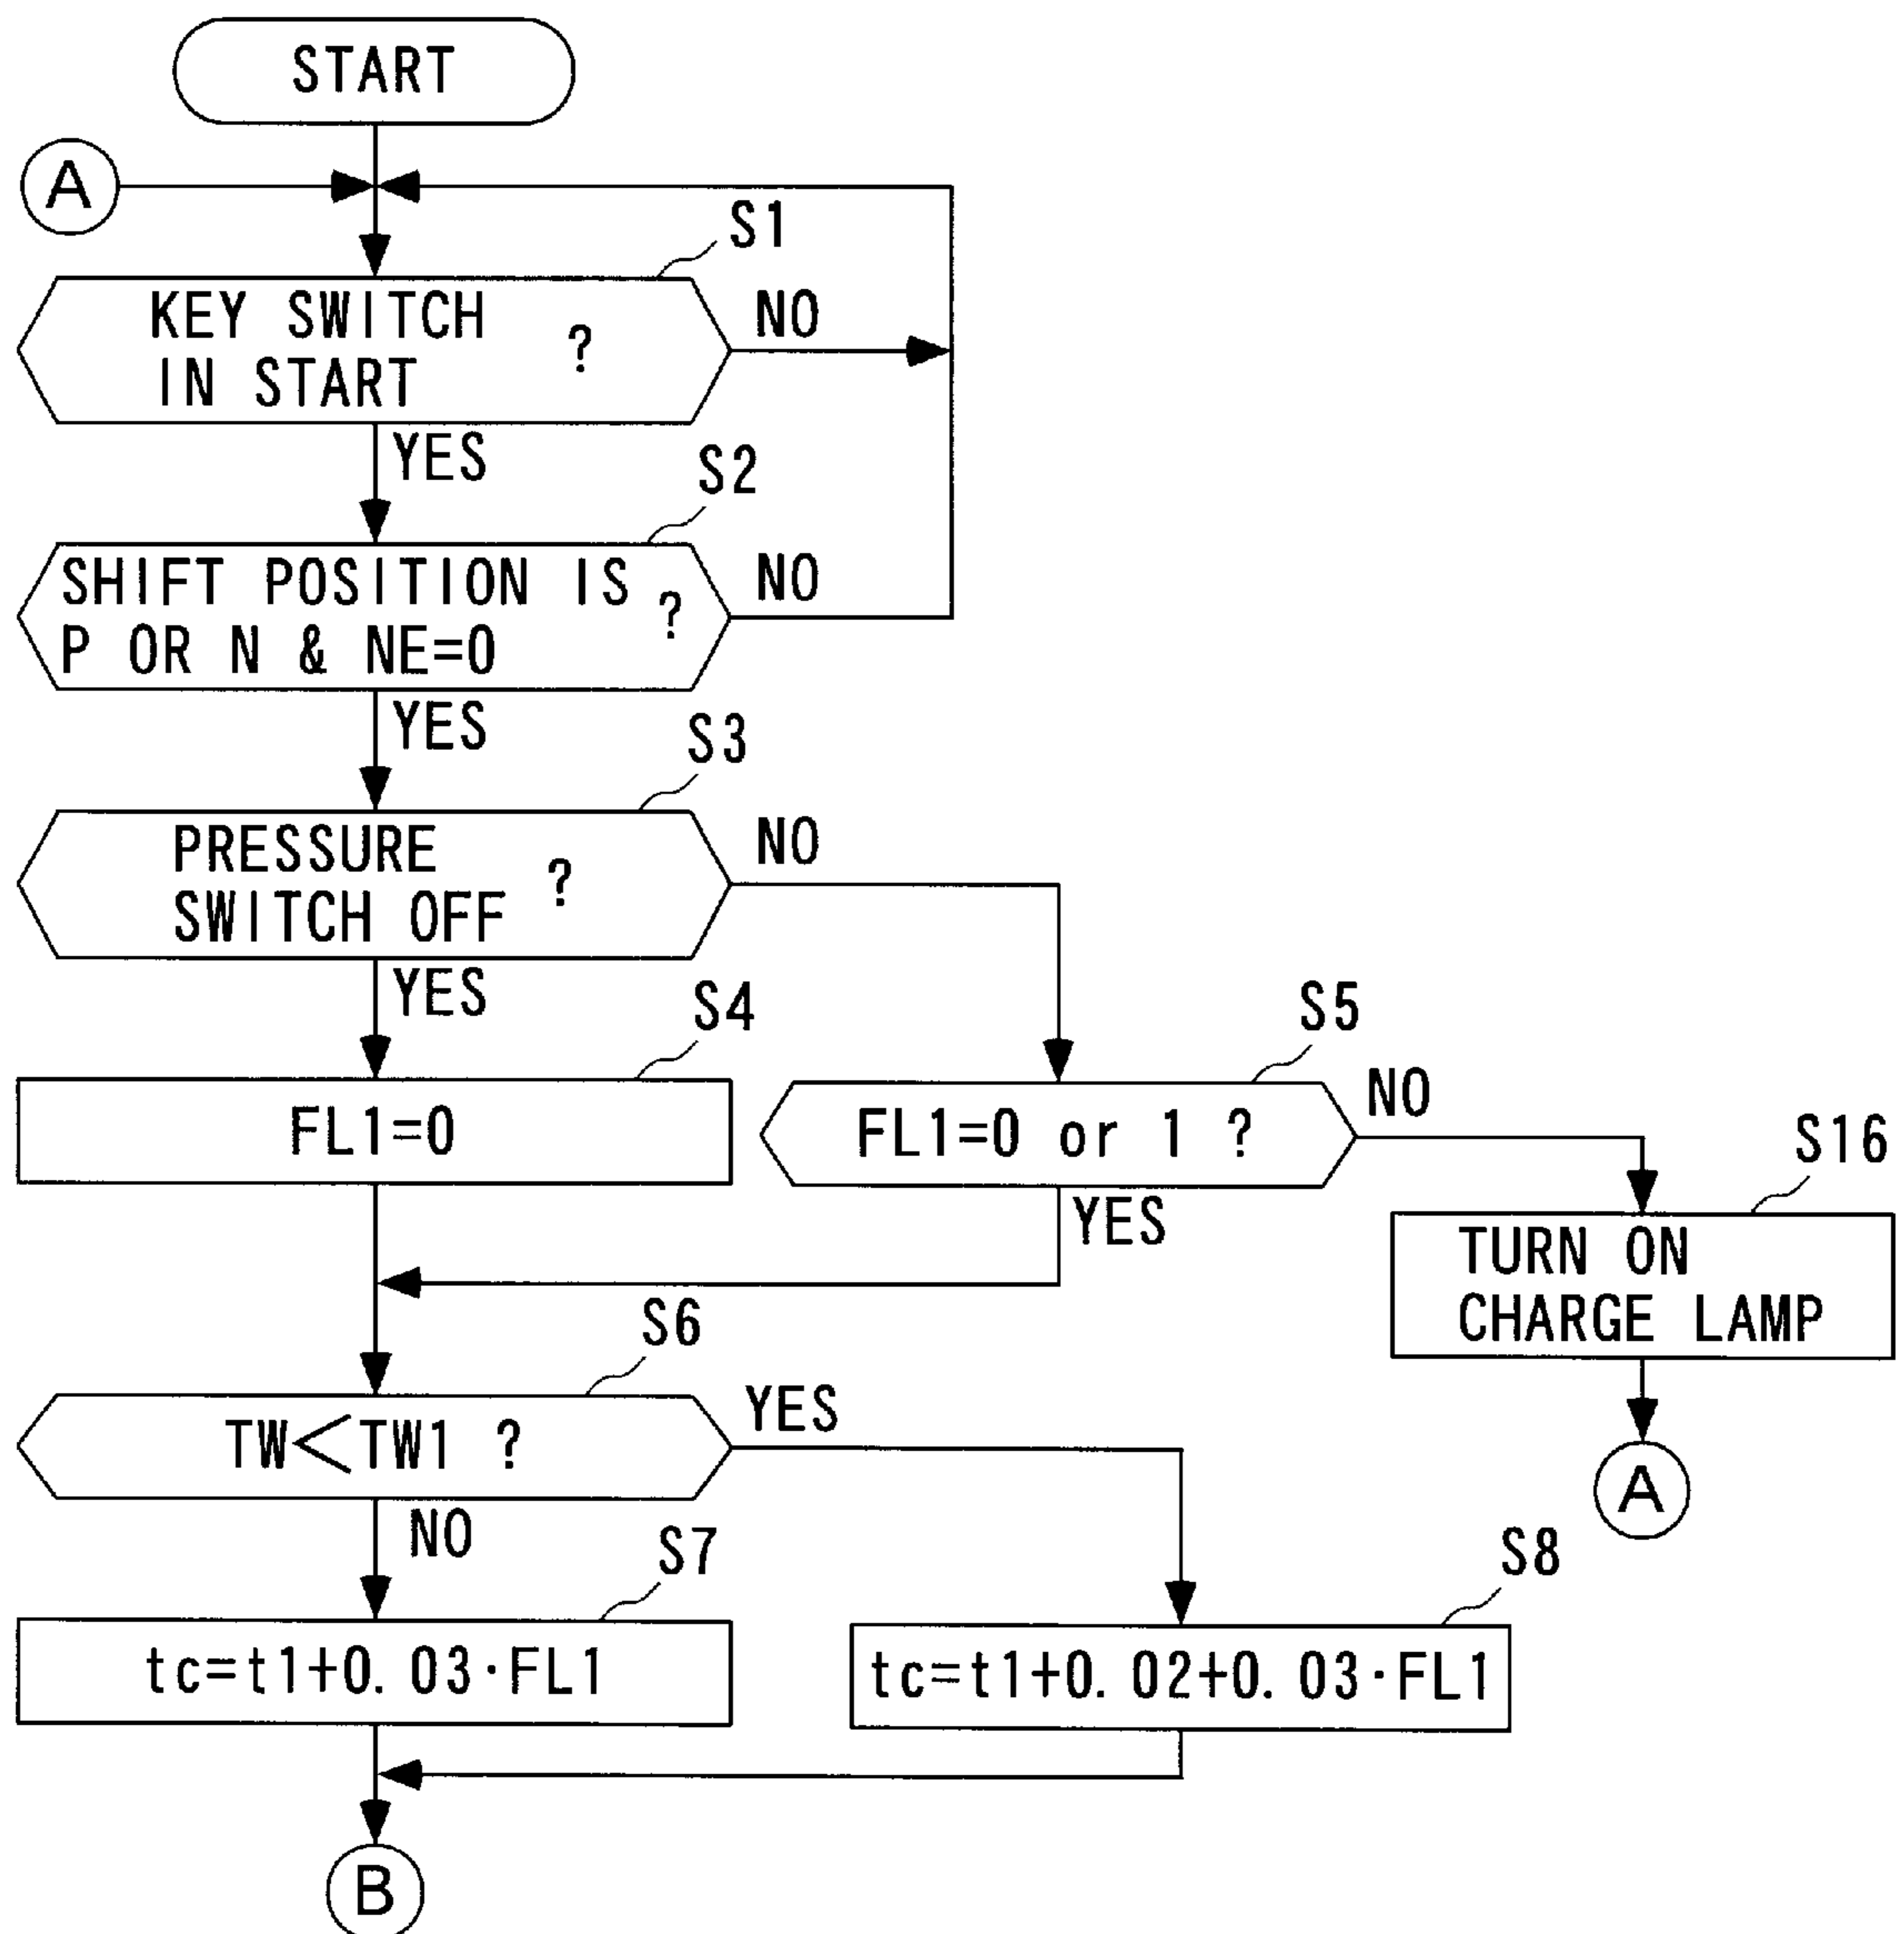 START
A
S1
KEY SWITCH
IN START ?
NO
YES
S2
SHIFT POSITION IS
P OR N & NE=0 ?
NO
YES
S3
PRESSURE
SWITCH OFF ?
NO
YES
S4
FL1=0
S5
FL1=0 or 1 ?
NO
YES
S16
TURN ON
CHARGE LAMP
A
S6
TW<TW1 ?
YES
NO
S7
tc=t1+0.03·FL1
S8
tc=t1+0.02+0.03·FL1
B